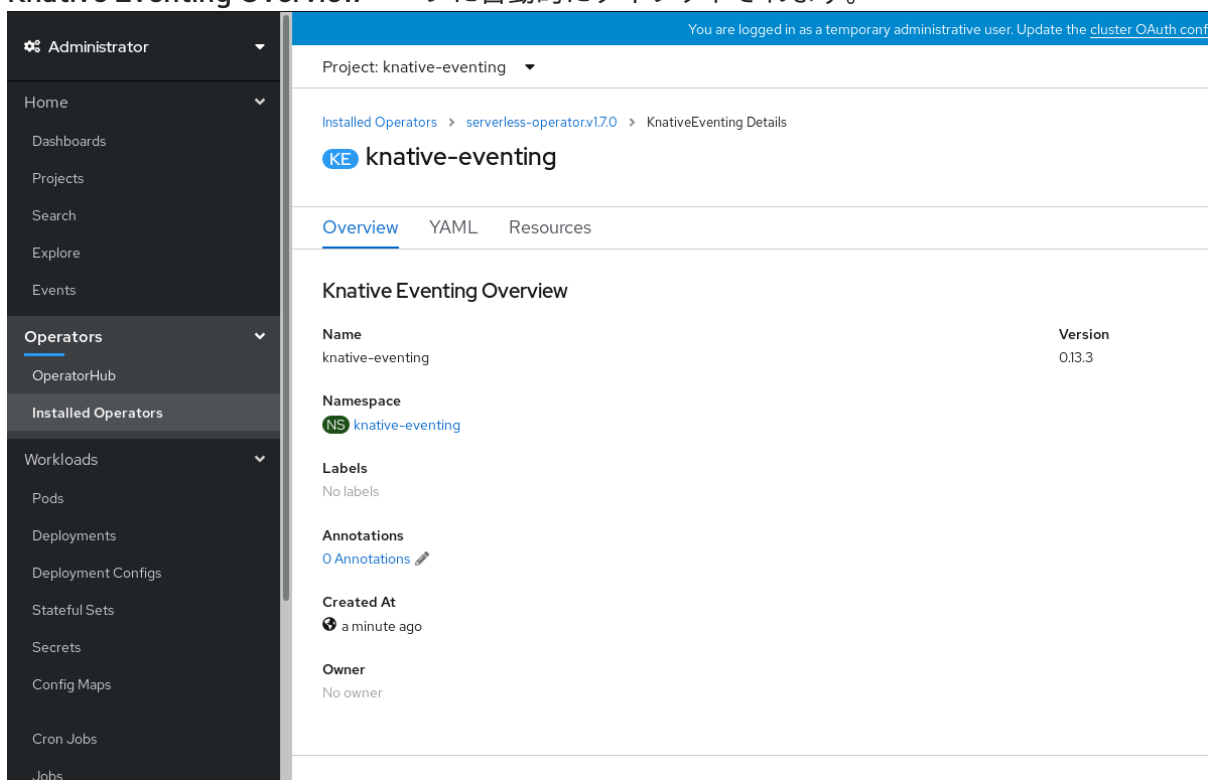 You are logged in as a temporary administrative user. Update the cluster OAuth conf
Administrator
Home
Dashboards
Projects
Search
Explore
Events
Operators
OperatorHub
Installed Operators
Workloads
Pods
Deployments
Deployment Configs
Stateful Sets
Secrets
Config Maps
Cron Jobs
Jobs
Project: knative-eventing
Installed Operators > serverless-operator.v1.7.0 > KnativeEventing Details
KE knative-eventing
Overview YAML Resources
Knative Eventing Overview
Name
knative-eventing
Version
0.13.3
Namespace
NS knative-eventing
Labels
No labels
Annotations
0 Annotations
Created At
a minute ago
Owner
No owner